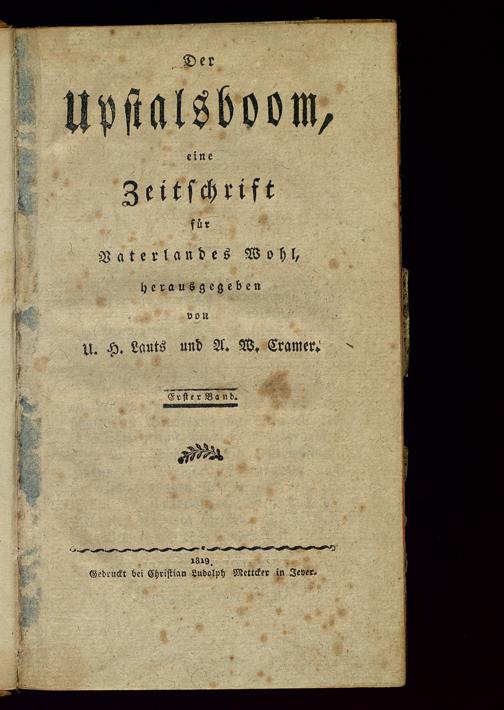 Der
Upſtalsboom,
eine
Zeitſchrift
für
Vaterlandes Wohl,
herausgegeben
von
U. H. Lauts und A. W. Cramer.
Erſter Band.
1819.
Gedruckt bei Chriſtian Ludolph Mettcker in Jever.